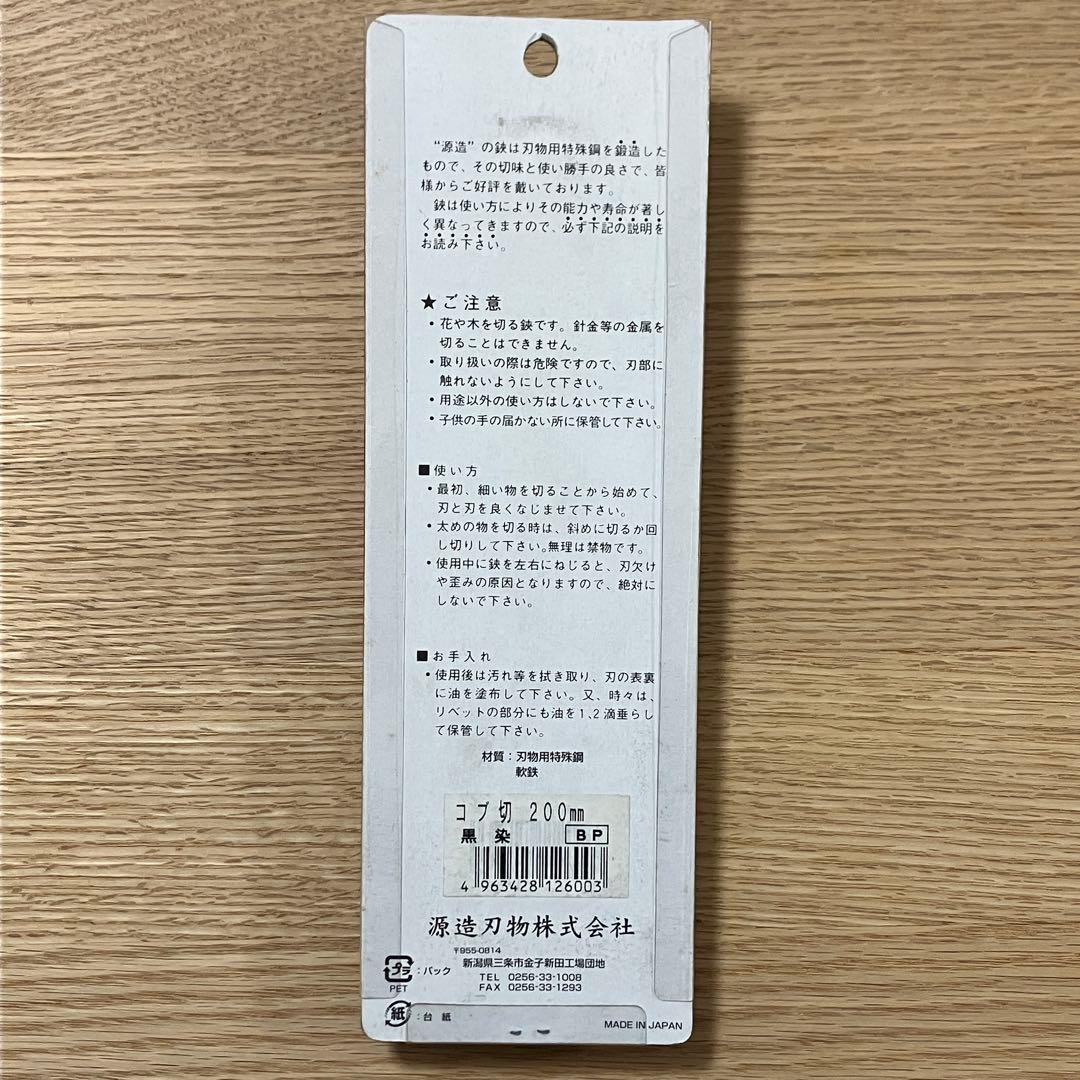 “源造”の鋏は刃物用特殊鋼を鍛造した
もので、その切味と使い勝手の良さで、皆
様からご好評を戴いております。
鋏は使い方によりその能力や寿命が著し
く異なってきますので、必ず下記の説明を
お読み下さい。
★ご注意
・花や木を切る鋏です。針金等の金属を
切ることはできません。
・取り扱いの際は危険ですので、刃部に
触れないようにして下さい。
・用途以外の使い方はしないで下さい。
・子供の手の届かない所に保管して下さい。
■使い方
・最初、細い物を切ることから始めて、
刃と刃を良くなじませて下さい。
・太めの物を切る時は、斜めに切るか回
し切りして下さい。無理は禁物です。
・使用中に鋏を左右にねじると、刃欠け
や歪みの原因となりますので、絶対に
しないで下さい。
■お手入れ
・使用後は汚れ等を拭き取り、刃の表裏
に油を塗布して下さい。又、時々は、
リベットの部分にも油を1、2滴垂らし
て保管して下さい。
材質：刃物用特殊鋼
軟鉄
コブ切 200mm
黒染 BP
4 963428 126003
源造刃物株式会社
〒955-0814
新潟県三条市金子新田工場団地
TEL 0256-33-1008
FAX 0256-33-1293
プラ：パック
PET
紙：台紙
MADE IN JAPAN